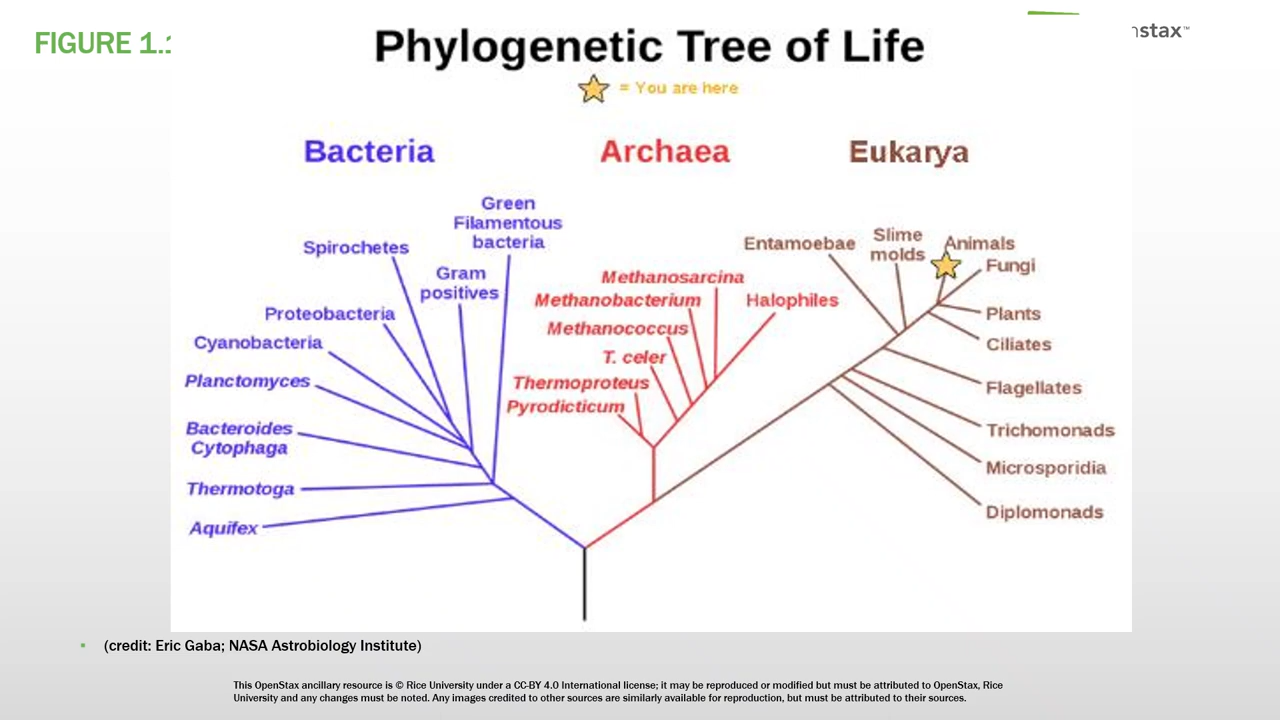 FIGURE 1.
Phylogenetic Tree of Life
= You are here
Bacteria
Archaea
Eukarya
Green
Filamentous
bacteria
Spirochetes
Gram
positives
Proteobacteria
Cyanobacteria
Planctomyces
Bacteroides
Cytophaga
Thermotoga
Aquifex
Methanosarcina
Methanobacterium
Halophiles
Methanococcus
T. celer
Thermoproteus
Pyrodicticum
Entamoebae
Slime
molds
Animals
Fungi
Plants
Ciliates
Flagellates
Trichomonads
Microsporidia
Diplomonads
(credit: Eric Gaba; NASA Astrobiology Institute)
This OpenStax ancillary resource is © Rice University under a CC-BY 4.0 International license; it may be reproduced or modified but must be attributed to OpenStax, Rice
University and any changes must be noted. Any images credited to other sources are similarly available for reproduction, but must be attributed to their sources.